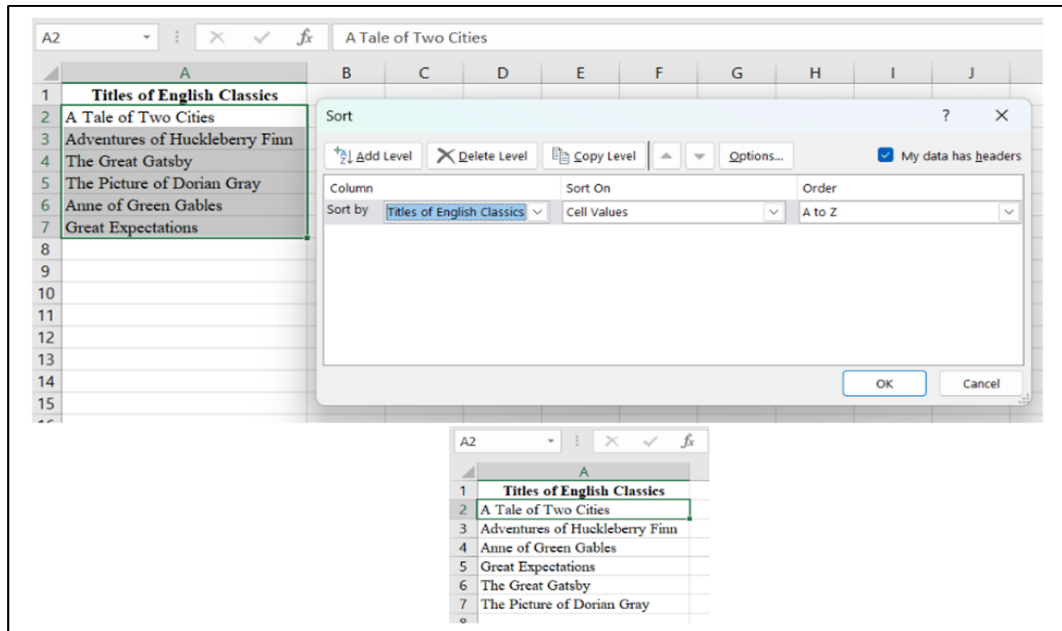 A2 fx A Tale of Two Cities
A B C D E F G H I J
1 Titles of English Classics
2 A Tale of Two Cities
3 Adventures of Huckleberry Finn
4 The Great Gatsby
5 The Picture of Dorian Gray
6 Anne of Green Gables
7 Great Expectations
8
9
10
11
12
13
14
15
Sort ? X
Add Level Delete Level Copy Level Options... My data has headers
Column Sort On Order
Sort by Titles of English Classics Cell Values A to Z
OK Cancel
A2 fx
A
1 Titles of English Classics
2 A Tale of Two Cities
3 Adventures of Huckleberry Finn
4 Anne of Green Gables
5 Great Expectations
6 The Great Gatsby
7 The Picture of Dorian Gray